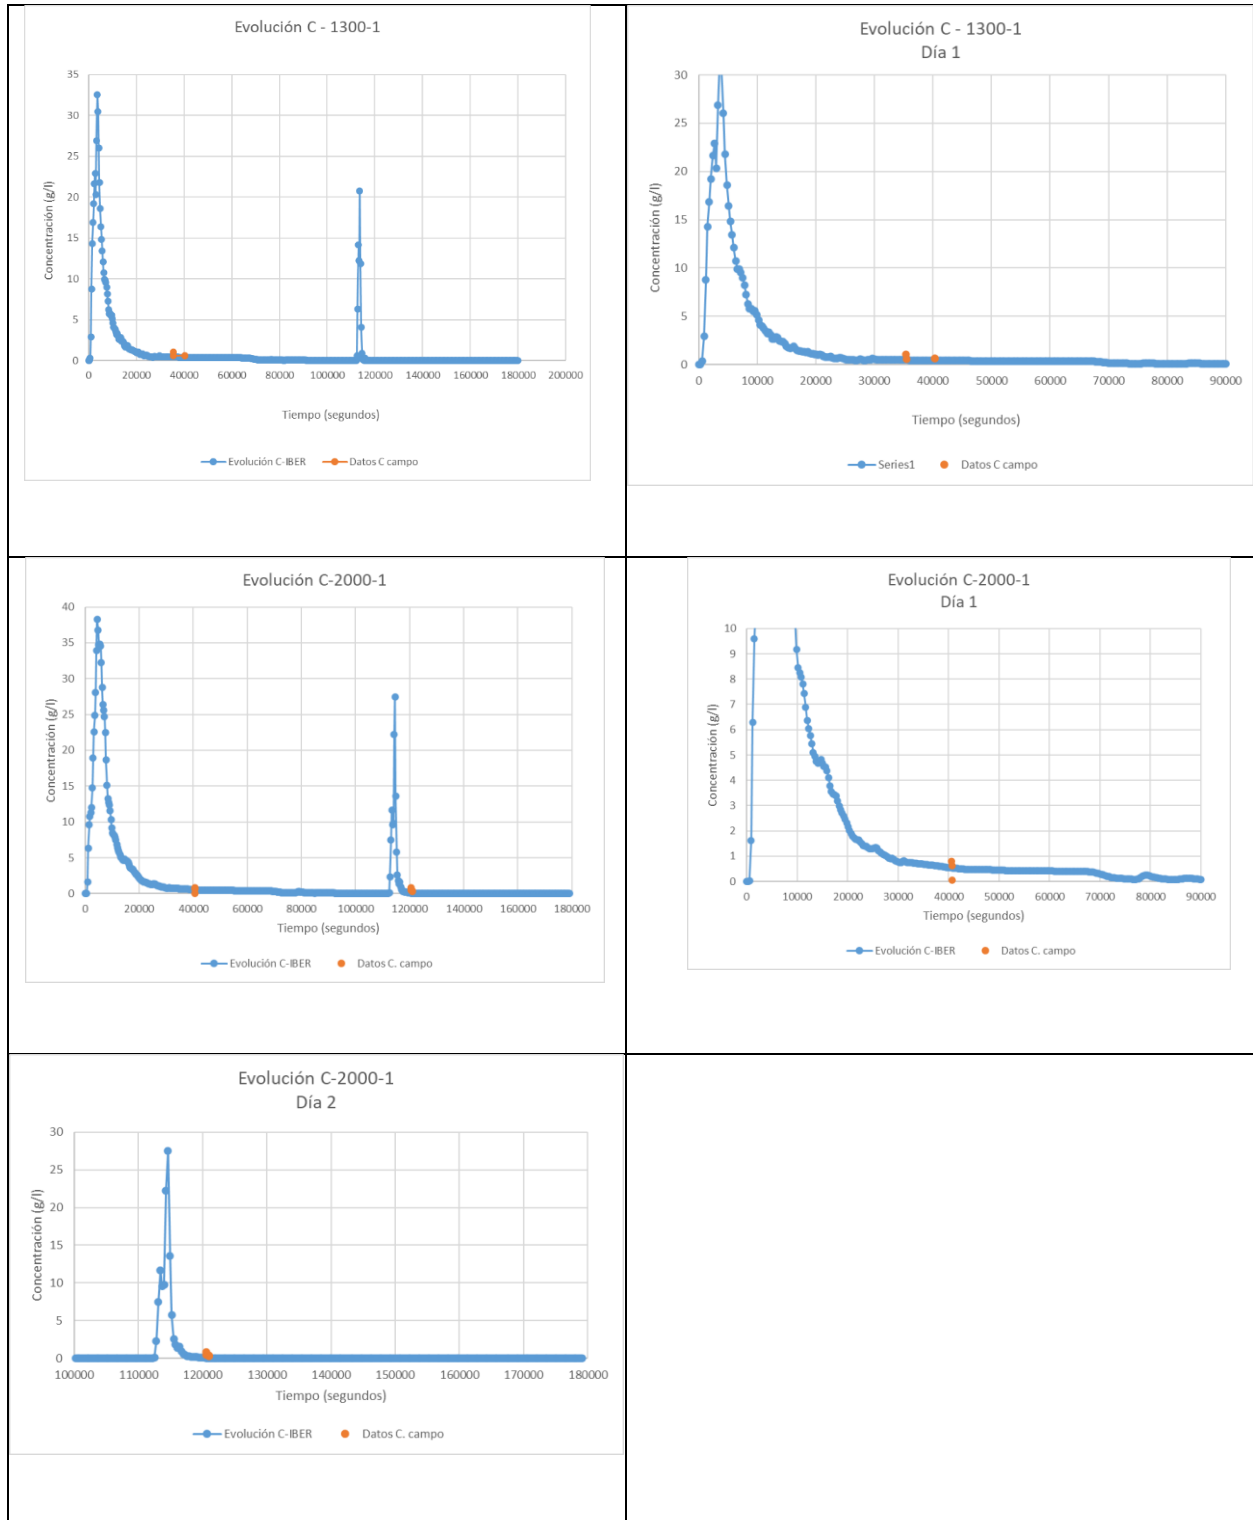 Evolución C - 1300-1
35
30
25
20
15
10
5
0
Concentración (g/l)
0 20000 40000 60000 80000 100000 120000 140000 160000 180000 200000
Tiempo (segundos)
Evolución C-IBER Datos C campo
Evolución C - 1300-1
Día 1
30
25
20
15
10
5
0
Concentración (g/l)
0 10000 20000 30000 40000 50000 60000 70000 80000 90000
Tiempo (segundos)
Series1 Datos C campo
Evolución C-2000-1
40
35
30
25
20
15
10
5
0
Concentración (g/l)
0 20000 40000 60000 80000 100000 120000 140000 160000 180000
Tiempo (segundos)
Evolución C-IBER Datos C. campo
Evolución C-2000-1
Día 1
10
9
8
7
6
5
4
3
2
1
0
Concentración (g/l)
0 10000 20000 30000 40000 50000 60000 70000 80000 90000
Tiempo (segundos)
Evolución C-IBER Datos C. campo
Evolución C-2000-1
Día 2
30
25
20
15
10
5
0
Concentración (g/l)
100000 110000 120000 130000 140000 150000 160000 170000 180000
Tiempo (segundos)
Evolución C-IBER Datos C. campo